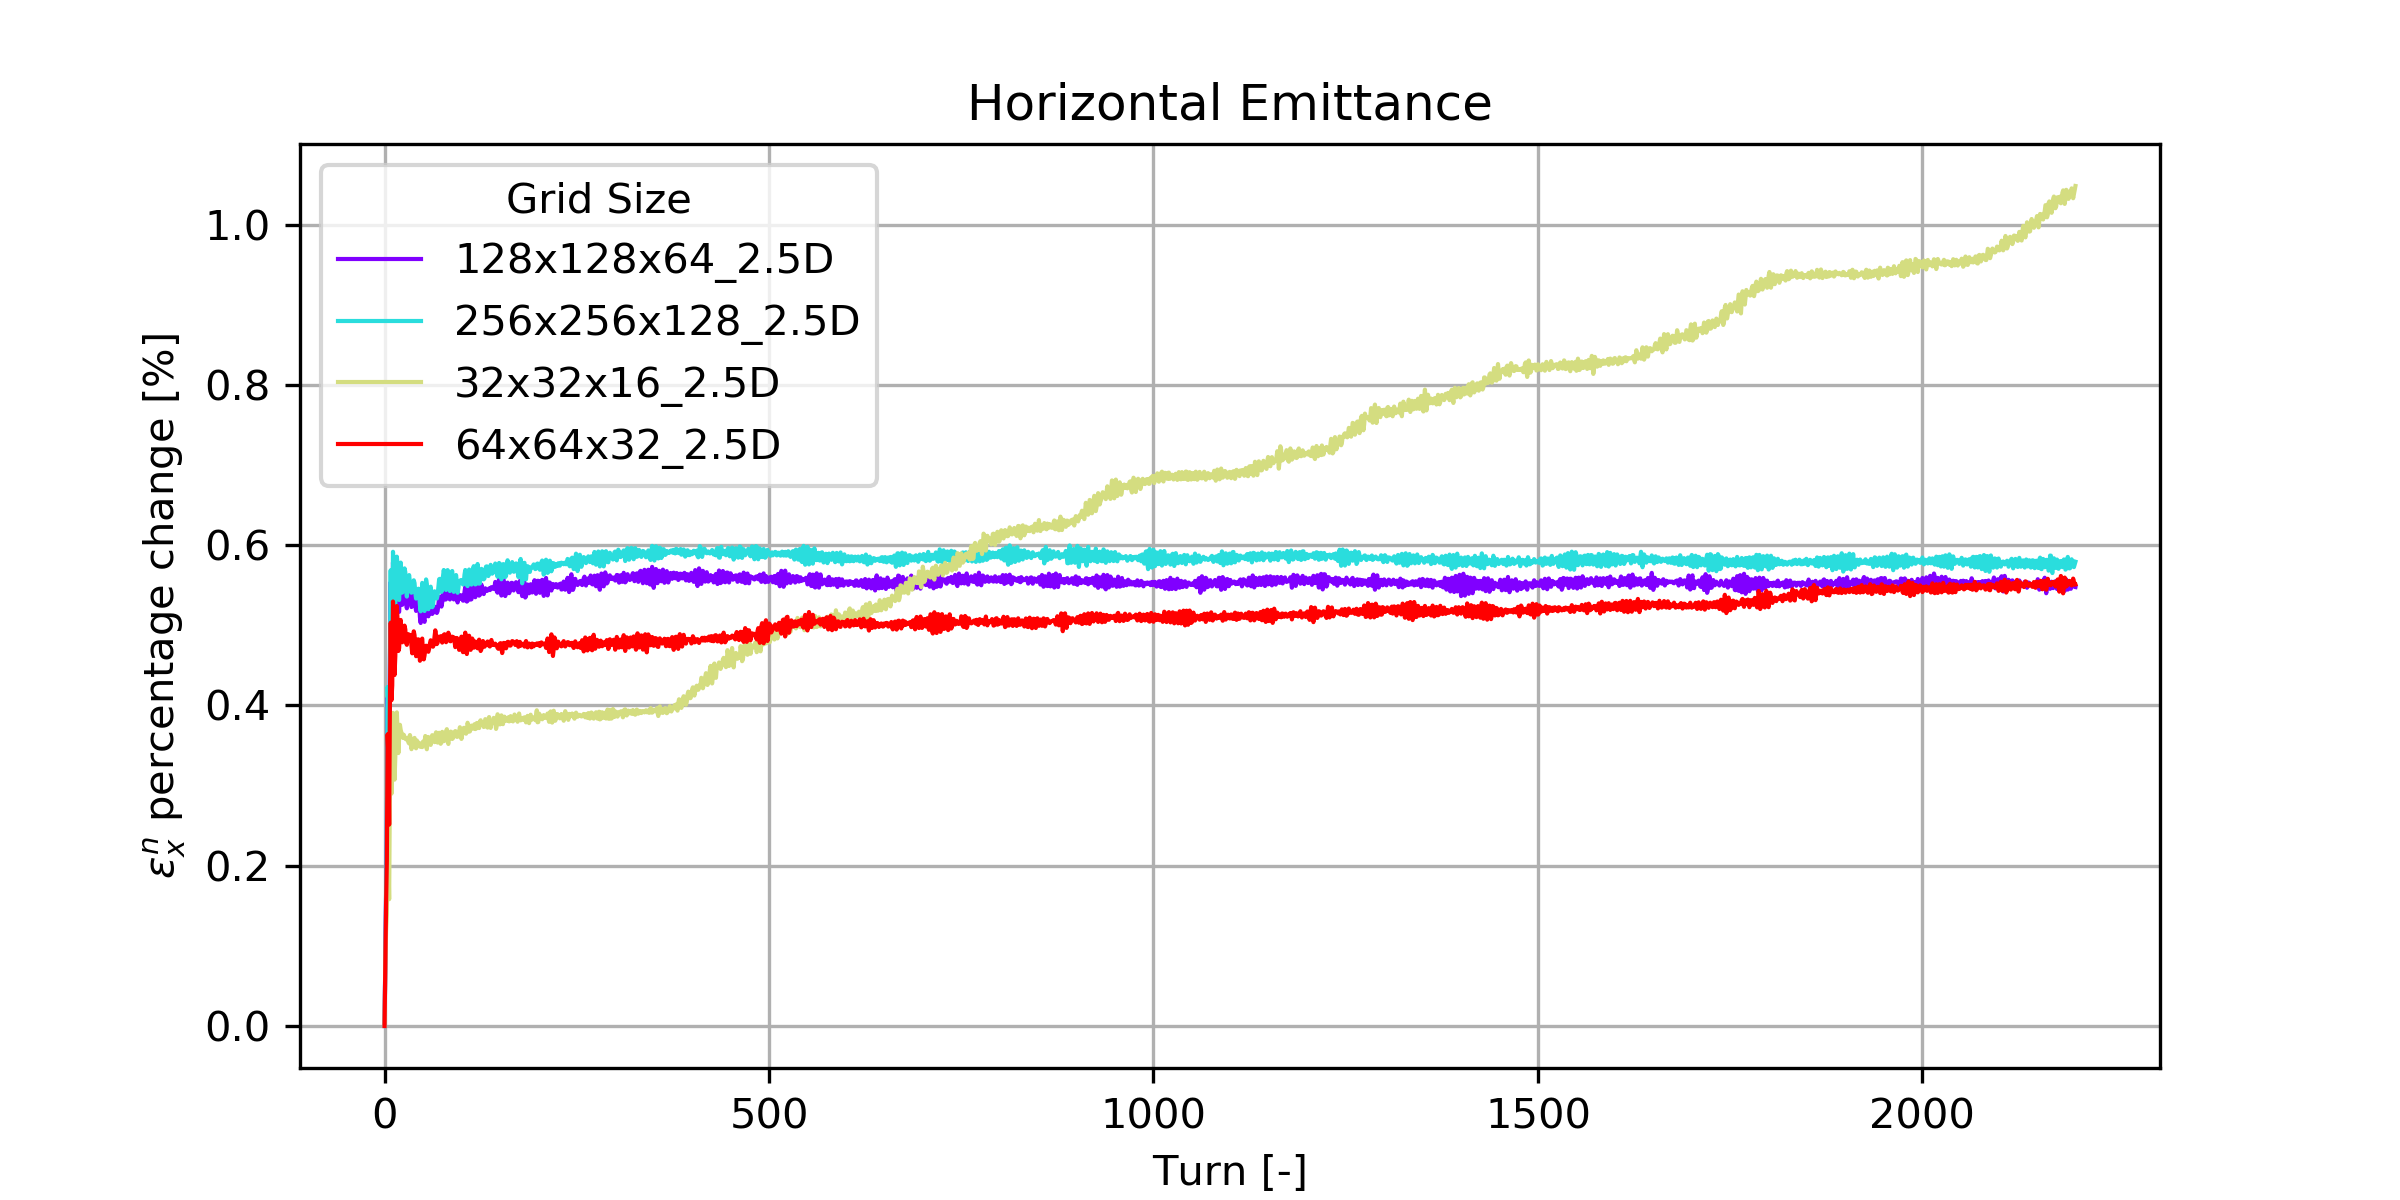 Horizontal Emittance
Grid Size
128x128x64_2.5D
256x256x128_2.5D
32x32x16_2.5D
64x64x32_2.5D
1.0
0.8
0.6
0.4
0.2
0.0
ε_x^n percentage change [%]
0 500 1000 1500 2000
Turn [-]